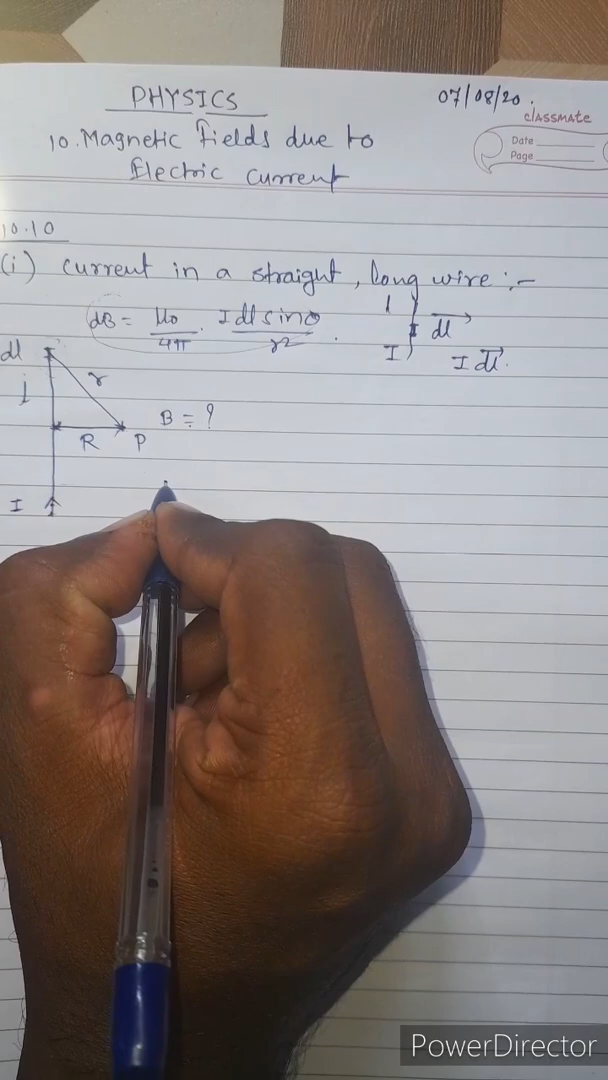 PHYSICS
07/08/20.
classmate
Date
Page
10. Magnetic Fields due to
Electric Current
10.10
(i) Current in a straight, long wire :-
dB = μ0/4π . Idl sinθ/r2 .
I dl
I I dl.
dl
l r
R P B = ?
I
PowerDirector